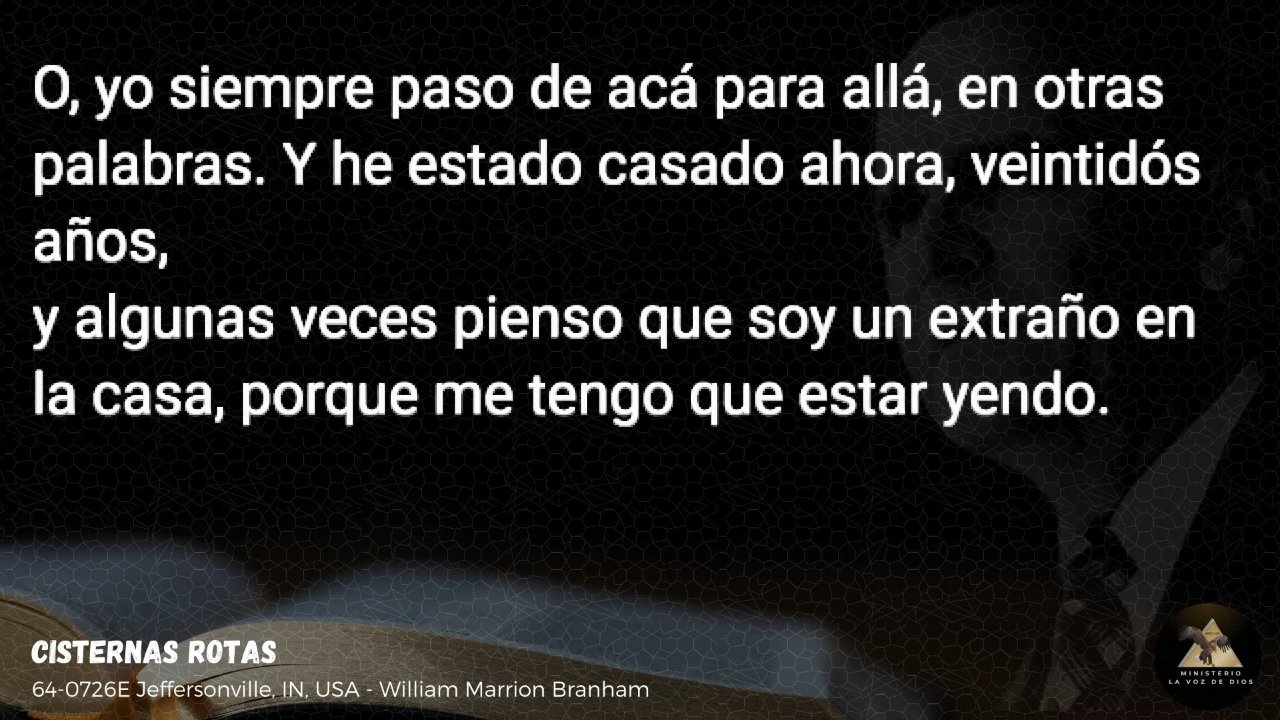 O, yo siempre paso de acá para allá, en otras
palabras. Y he estado casado ahora, veintidós
años,
y algunas veces pienso que soy un extraño en
la casa, porque me tengo que estar yendo.
CISTERNAS ROTAS
64-0726E Jeffersonville, IN, USA - William Marrion Branham
MINISTERIO
LA VOZ DE DIOS